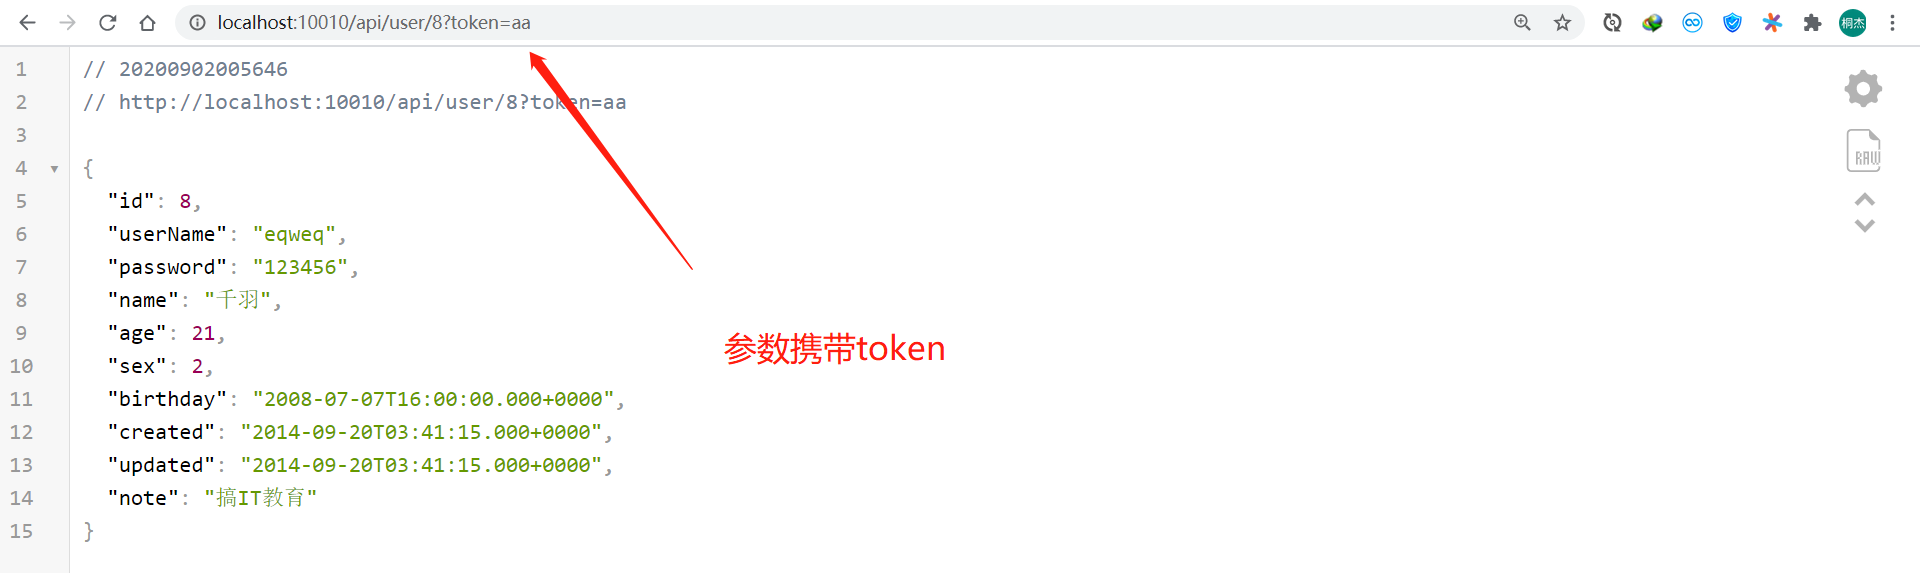 localhost:10010/api/user/8?token=aa
桐杰
1 // 20200902005646
2 // http://localhost:10010/api/user/8?token=aa
3
4 {
5 "id": 8,
6 "userName": "eqweq",
7 "password": "123456",
8 "name": "千羽",
9 "age": 21,
10 "sex": 2,
11 "birthday": "2008-07-07T16:00:00.000+0000",
12 "created": "2014-09-20T03:41:15.000+0000",
13 "updated": "2014-09-20T03:41:15.000+0000",
14 "note": "搞IT教育"
15 }
RAW
参数携带token